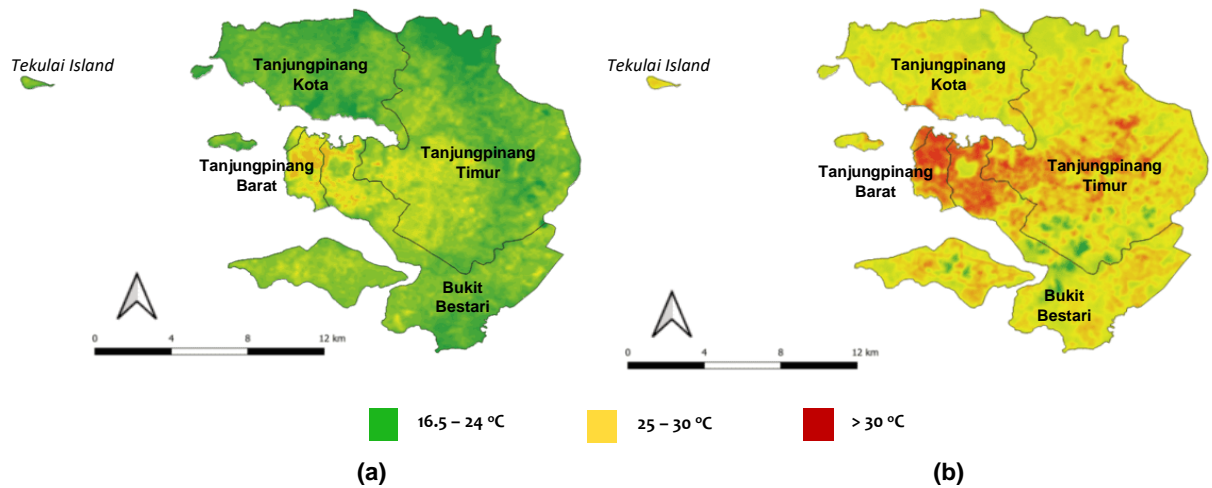 Tekulai Island
Tanjungpinang
Kota
Tanjungpinang
Barat
Tanjungpinang
Timur
Bukit
Bestari
0 4 8 12 km
Tekulai Island
Tanjungpinang
Kota
Tanjungpinang
Barat
Tanjungpinang
Timur
Bukit
Bestari
0 4 8 12 km
16.5 – 24 ºC
25 – 30 ºC
> 30 ºC
(a)
(b)